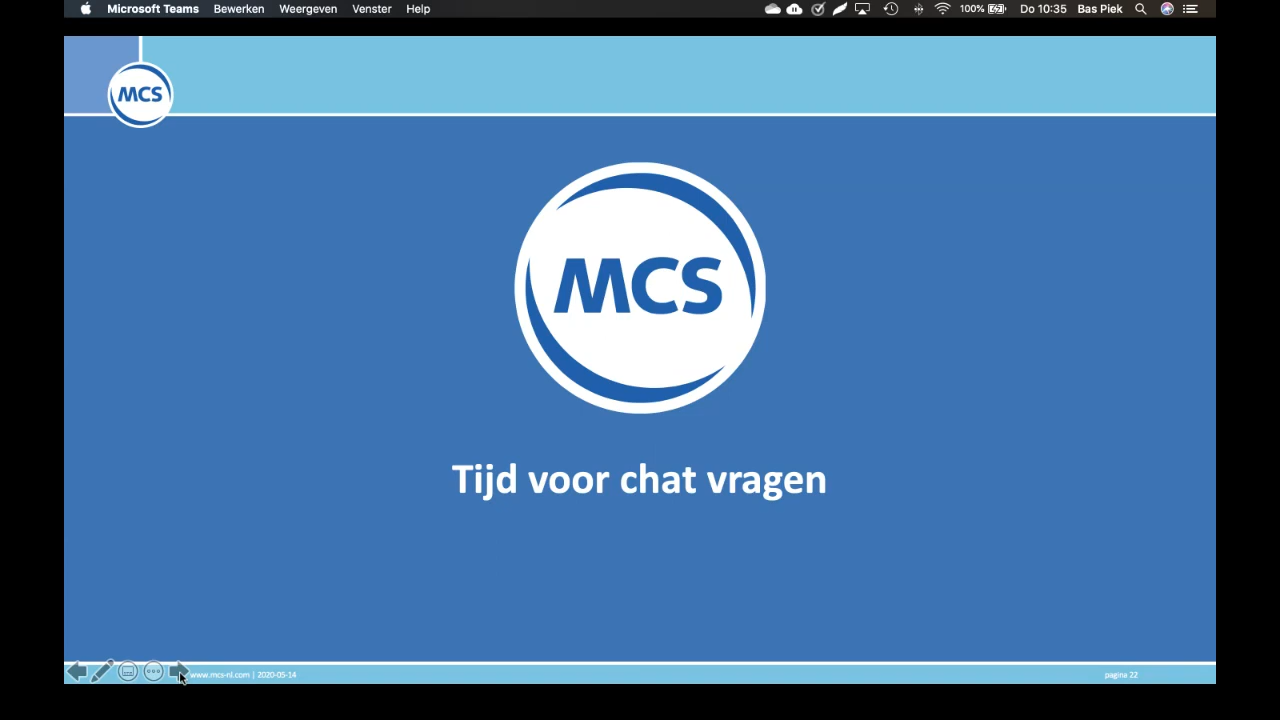 Microsoft Teams Bewerken Weergeven Venster Help 100% Do 10:35 Bas Piek
MCS
MCS
Tijd voor chat vragen
www.mcs-nl.com | 2020-05-14 pagina 22